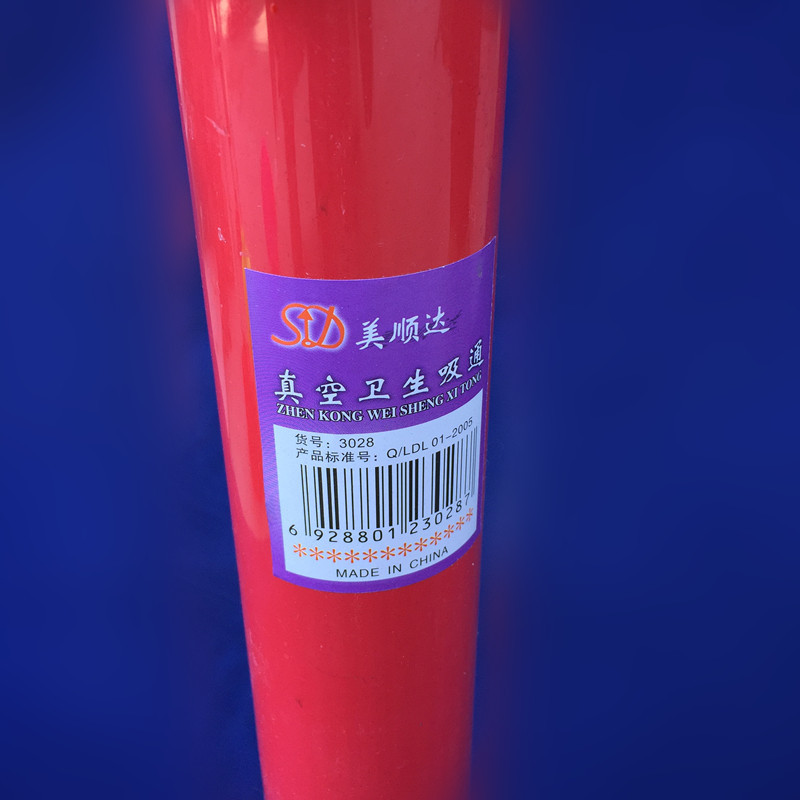 SD 美顺达
真空卫生吸通
ZHEN KONG WEI SHENG XI TONG
货号：3028
产品标准号：Q/LDL 01-2005
6 928801 230287
************
MADE IN CHINA